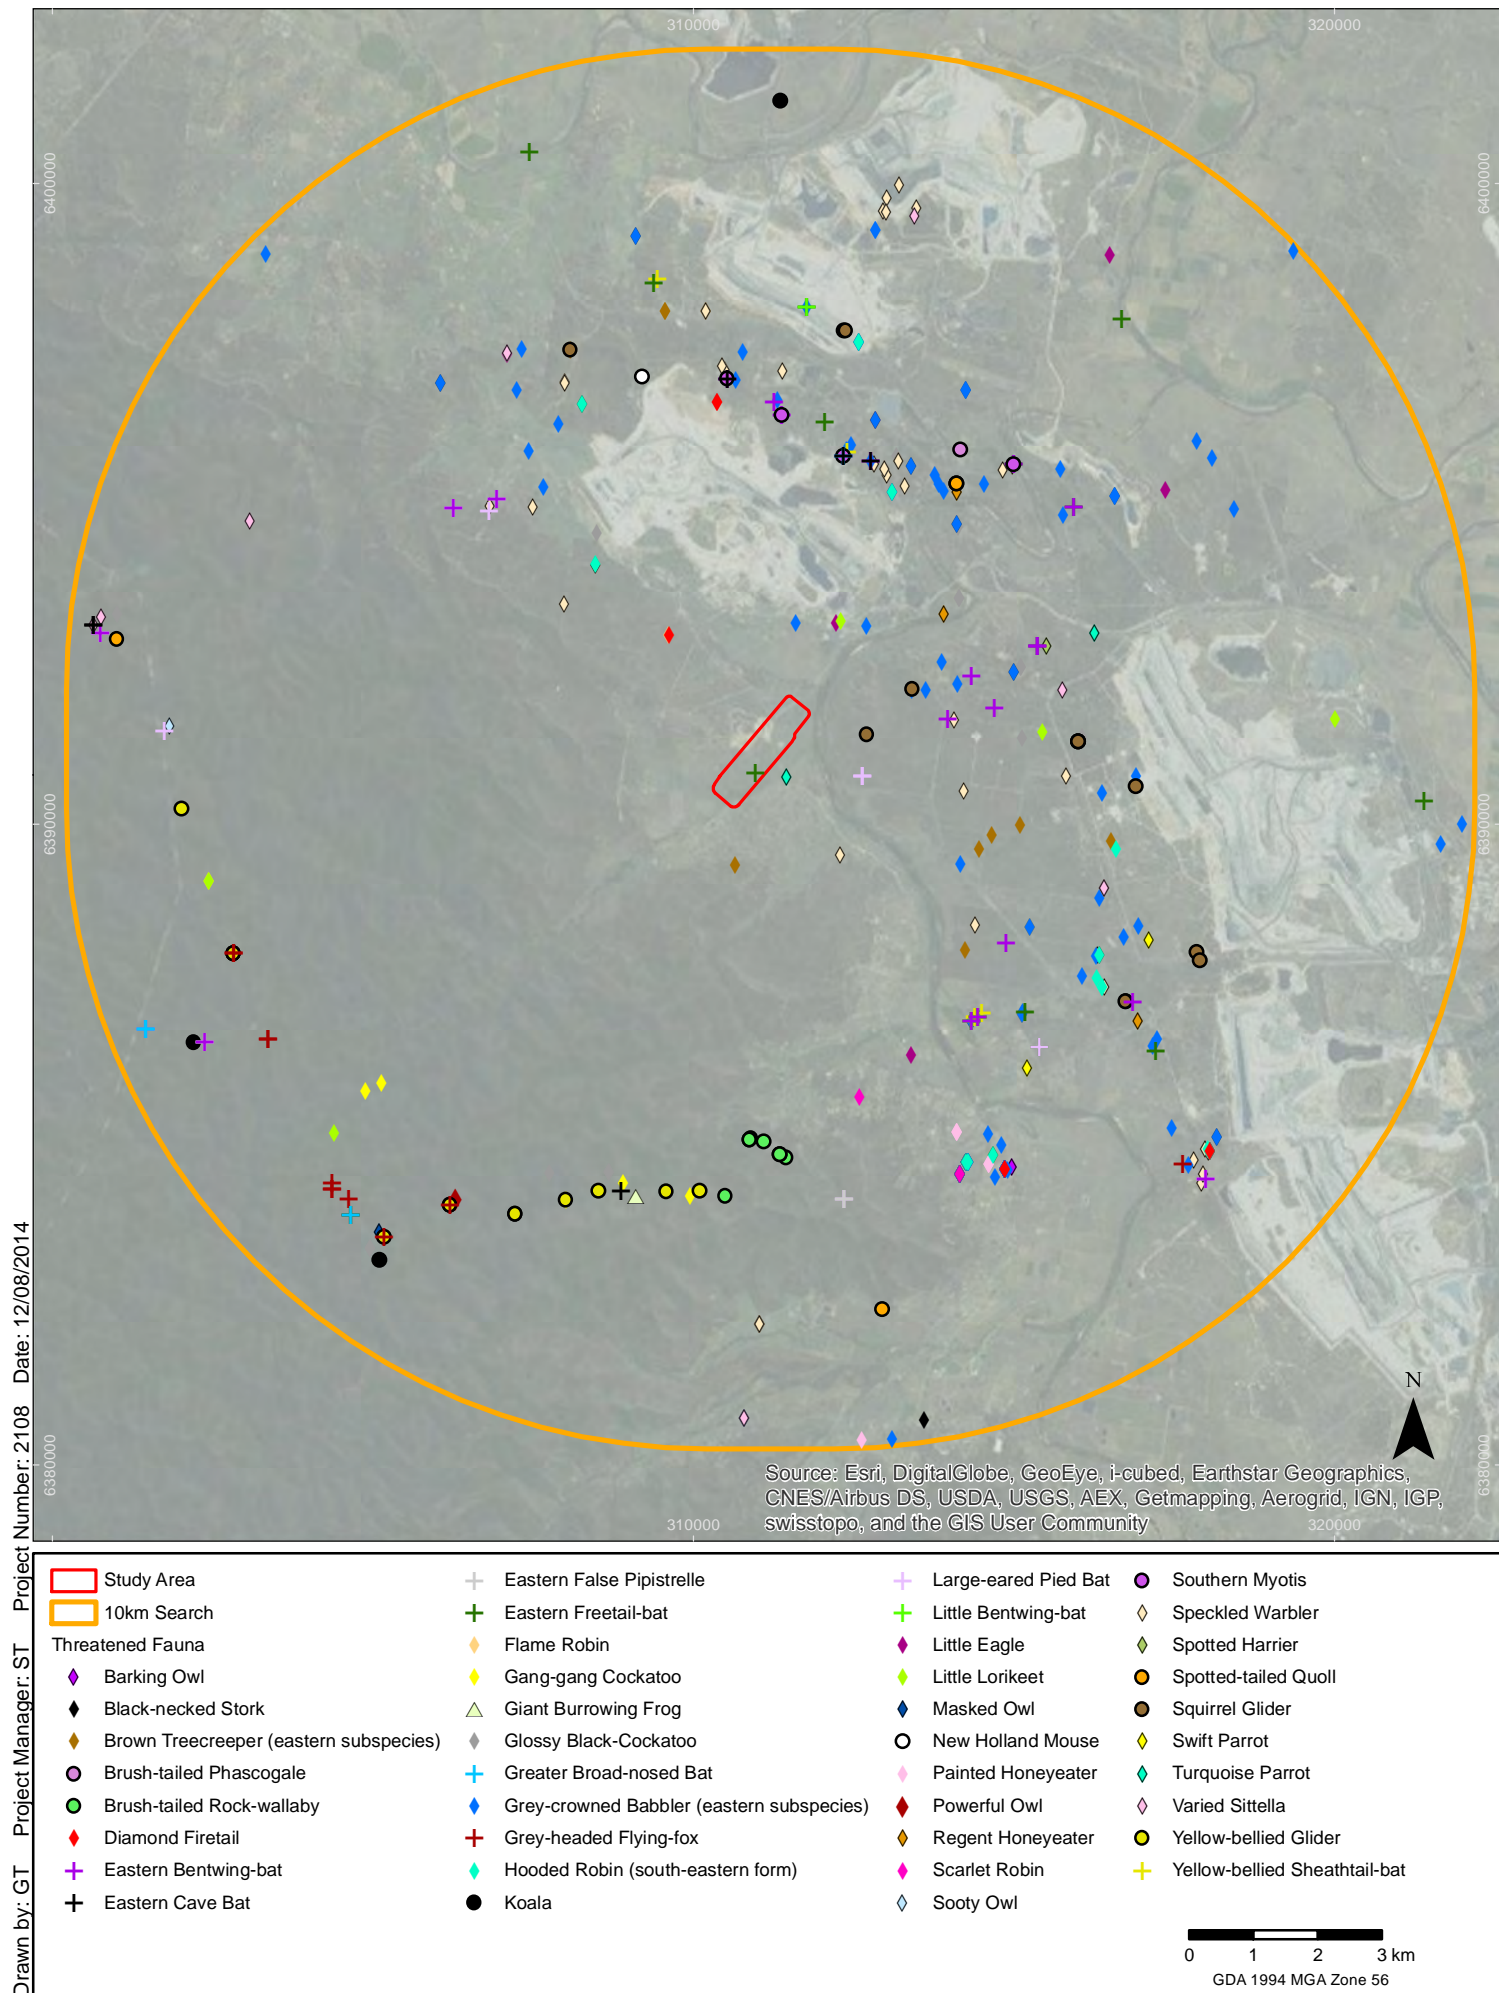 310000
320000
6400000
6400000
6390000
6390000
6380000
6380000
N
Source: Esri, DigitalGlobe, GeoEye, i-cubed, Earthstar Geographics,
CNES/Airbus DS, USDA, USGS, AEX, Getmapping, Aerogrid, IGN, IGP,
swisstopo, and the GIS User Community
310000
320000
Drawn by: GT Project Manager: ST Project Number: 2108 Date: 12/08/2014
Study Area
10km Search
Threatened Fauna
Barking Owl
Black-necked Stork
Brown Treecreeper (eastern subspecies)
Brush-tailed Phascogale
Brush-tailed Rock-wallaby
Diamond Firetail
Eastern Bentwing-bat
Eastern Cave Bat
Eastern False Pipistrelle
Eastern Freetail-bat
Flame Robin
Gang-gang Cockatoo
Giant Burrowing Frog
Glossy Black-Cockatoo
Greater Broad-nosed Bat
Grey-crowned Babbler (eastern subspecies)
Grey-headed Flying-fox
Hooded Robin (south-eastern form)
Koala
Large-eared Pied Bat
Little Bentwing-bat
Little Eagle
Little Lorikeet
Masked Owl
New Holland Mouse
Painted Honeyeater
Powerful Owl
Regent Honeyeater
Scarlet Robin
Sooty Owl
Southern Myotis
Speckled Warbler
Spotted Harrier
Spotted-tailed Quoll
Squirrel Glider
Swift Parrot
Turquoise Parrot
Varied Sittella
Yellow-bellied Glider
Yellow-bellied Sheathtail-bat
0 1 2 3 km
GDA 1994 MGA Zone 56